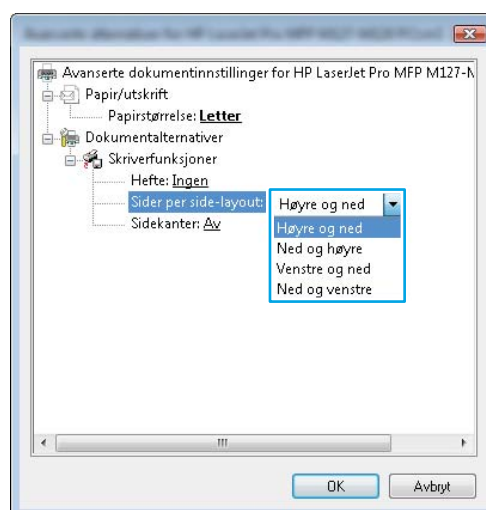 Avanserte dokumentinnstillinger for HP LaserJet Pro MFP M127-M
Papir/utskrift
Papirstørrelse: Letter
Dokumentalternativer
Skriverfunksjoner
Hefte: Ingen
Sider per side-layout: Høyre og ned
Høyre og ned
Sidekanter: Av
Ned og høyre
Venstre og ned
Ned og venstre
OK Avbryt